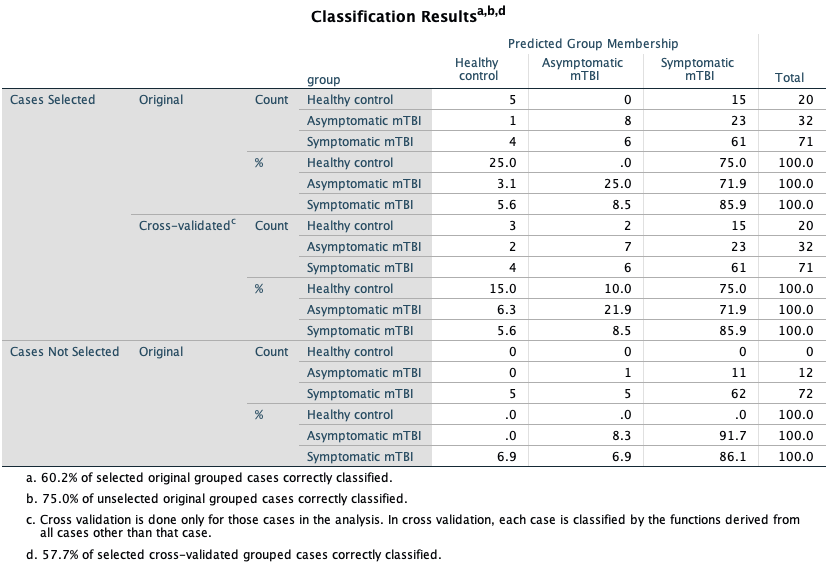 Classification Resultsa,b,d
Predicted Group Membership
group Healthy control Asymptomatic mTBI Symptomatic mTBI Total
Cases Selected Original Count Healthy control 5 0 15 20
Asymptomatic mTBI 1 8 23 32
Symptomatic mTBI 4 6 61 71
% Healthy control 25.0 .0 75.0 100.0
Asymptomatic mTBI 3.1 25.0 71.9 100.0
Symptomatic mTBI 5.6 8.5 85.9 100.0
Cross-validatedc Count Healthy control 3 2 15 20
Asymptomatic mTBI 2 7 23 32
Symptomatic mTBI 4 6 61 71
% Healthy control 15.0 10.0 75.0 100.0
Asymptomatic mTBI 6.3 21.9 71.9 100.0
Symptomatic mTBI 5.6 8.5 85.9 100.0
Cases Not Selected Original Count Healthy control 0 0 0 0
Asymptomatic mTBI 0 1 11 12
Symptomatic mTBI 5 5 62 72
% Healthy control .0 .0 .0 100.0
Asymptomatic mTBI .0 8.3 91.7 100.0
Symptomatic mTBI 6.9 6.9 86.1 100.0
a. 60.2% of selected original grouped cases correctly classified.
b. 75.0% of unselected original grouped cases correctly classified.
c. Cross validation is done only for those cases in the analysis. In cross validation, each case is classified by the functions derived from
all cases other than that case.
d. 57.7% of selected cross-validated grouped cases correctly classified.